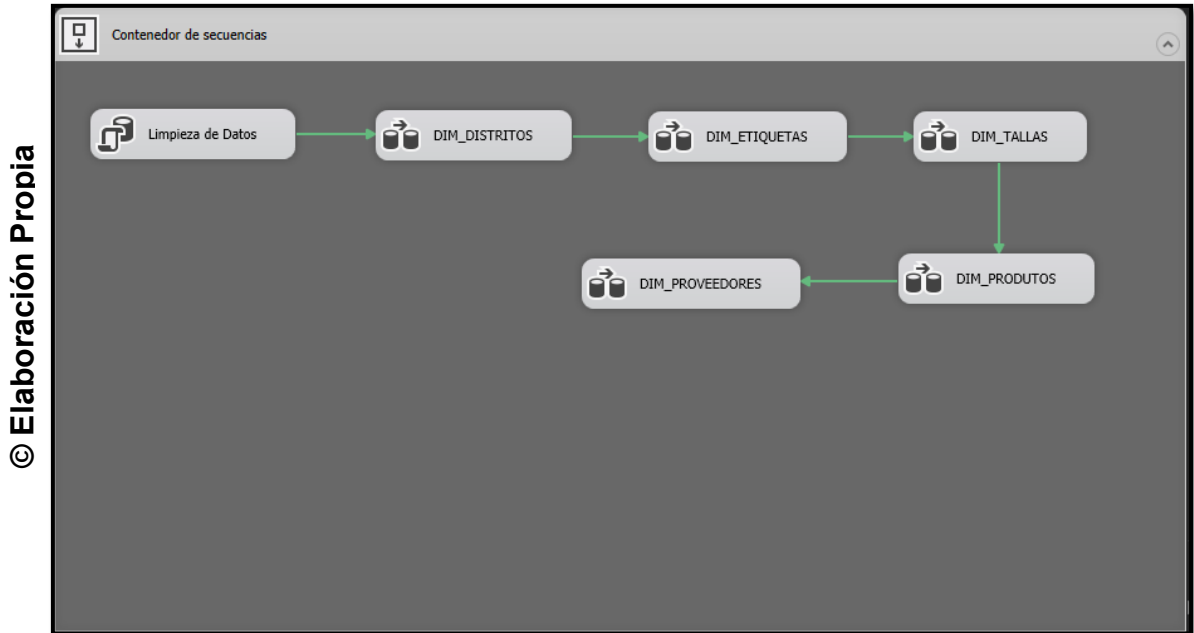 © Elaboración Propia
Contenedor de secuencias
Limpieza de Datos
DIM_DISTRITOS
DIM_ETIQUETAS
DIM_TALLAS
DIM_PRODUTOS
DIM_PROVEEDORES